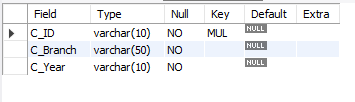 Field Type Null Key Default Extra
C_ID varchar(10) NO MUL NULL
C_Branch varchar(50) NO NULL
C_Year varchar(10) NO NULL